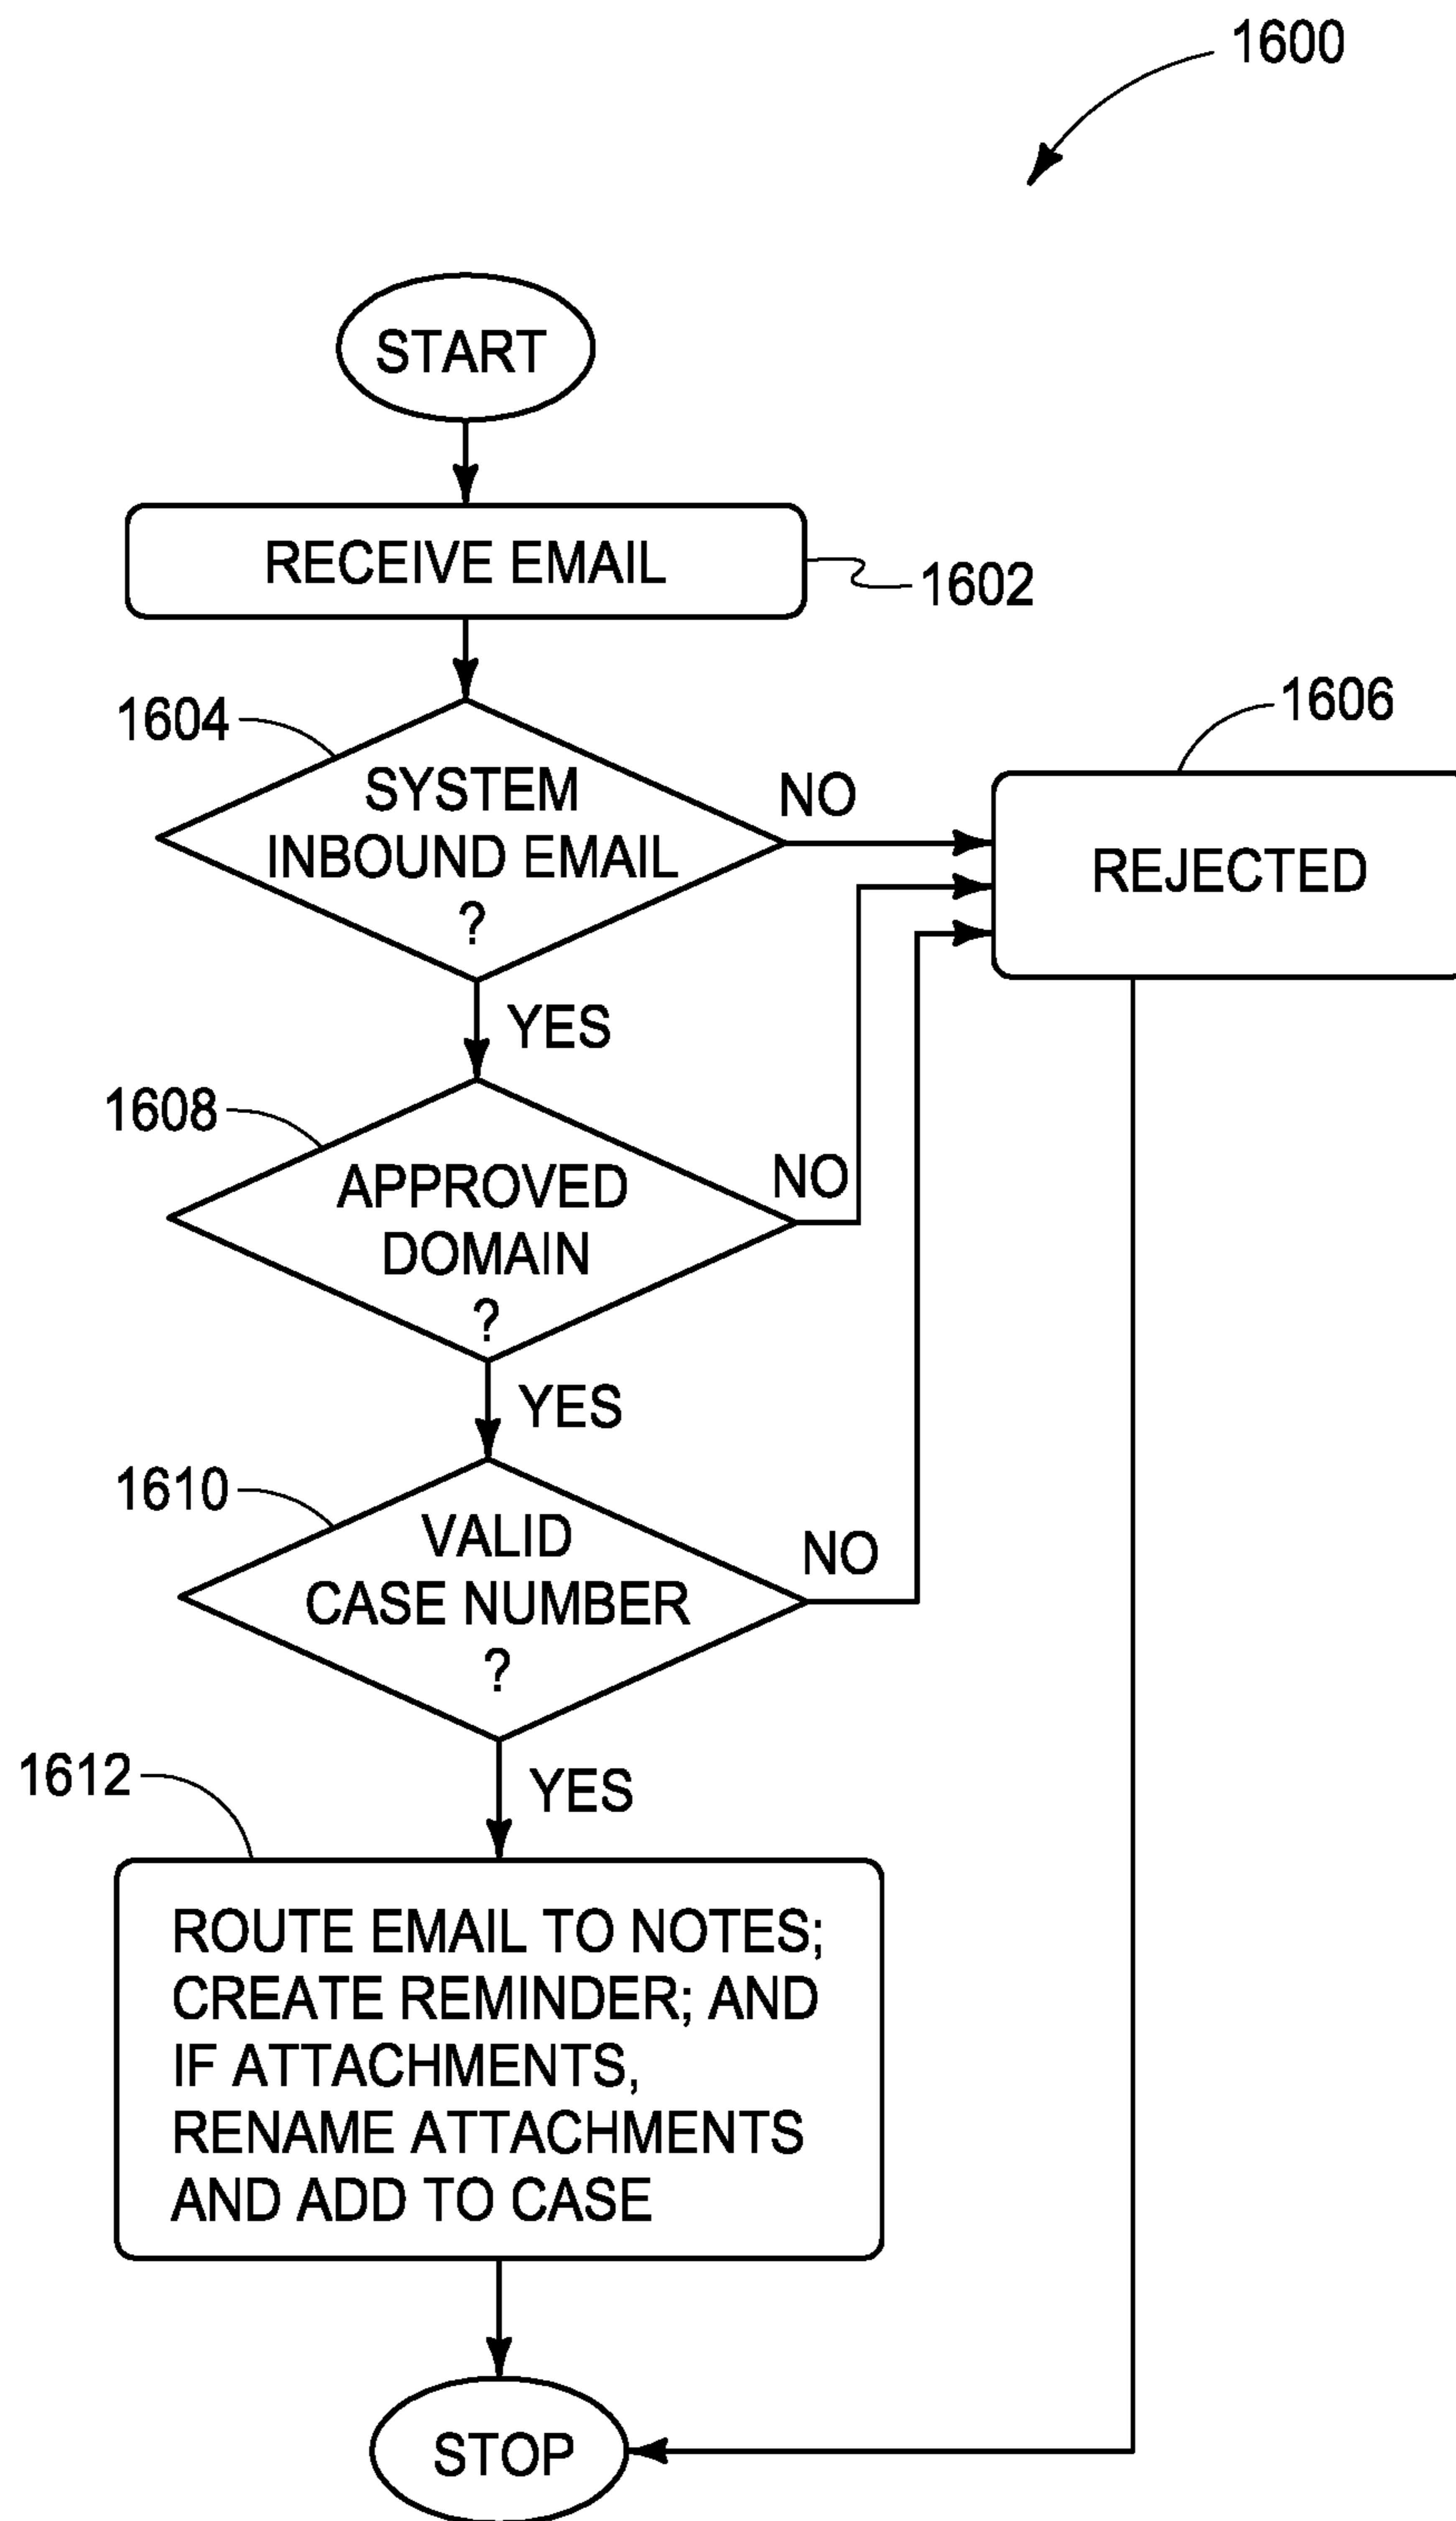 1600
START
RECEIVE EMAIL
1602
1604
SYSTEM
INBOUND EMAIL
?
NO
1606
REJECTED
YES
1608
APPROVED
DOMAIN
?
NO
YES
1610
VALID
CASE NUMBER
?
NO
YES
1612
ROUTE EMAIL TO NOTES;
CREATE REMINDER; AND
IF ATTACHMENTS,
RENAME ATTACHMENTS
AND ADD TO CASE
STOP